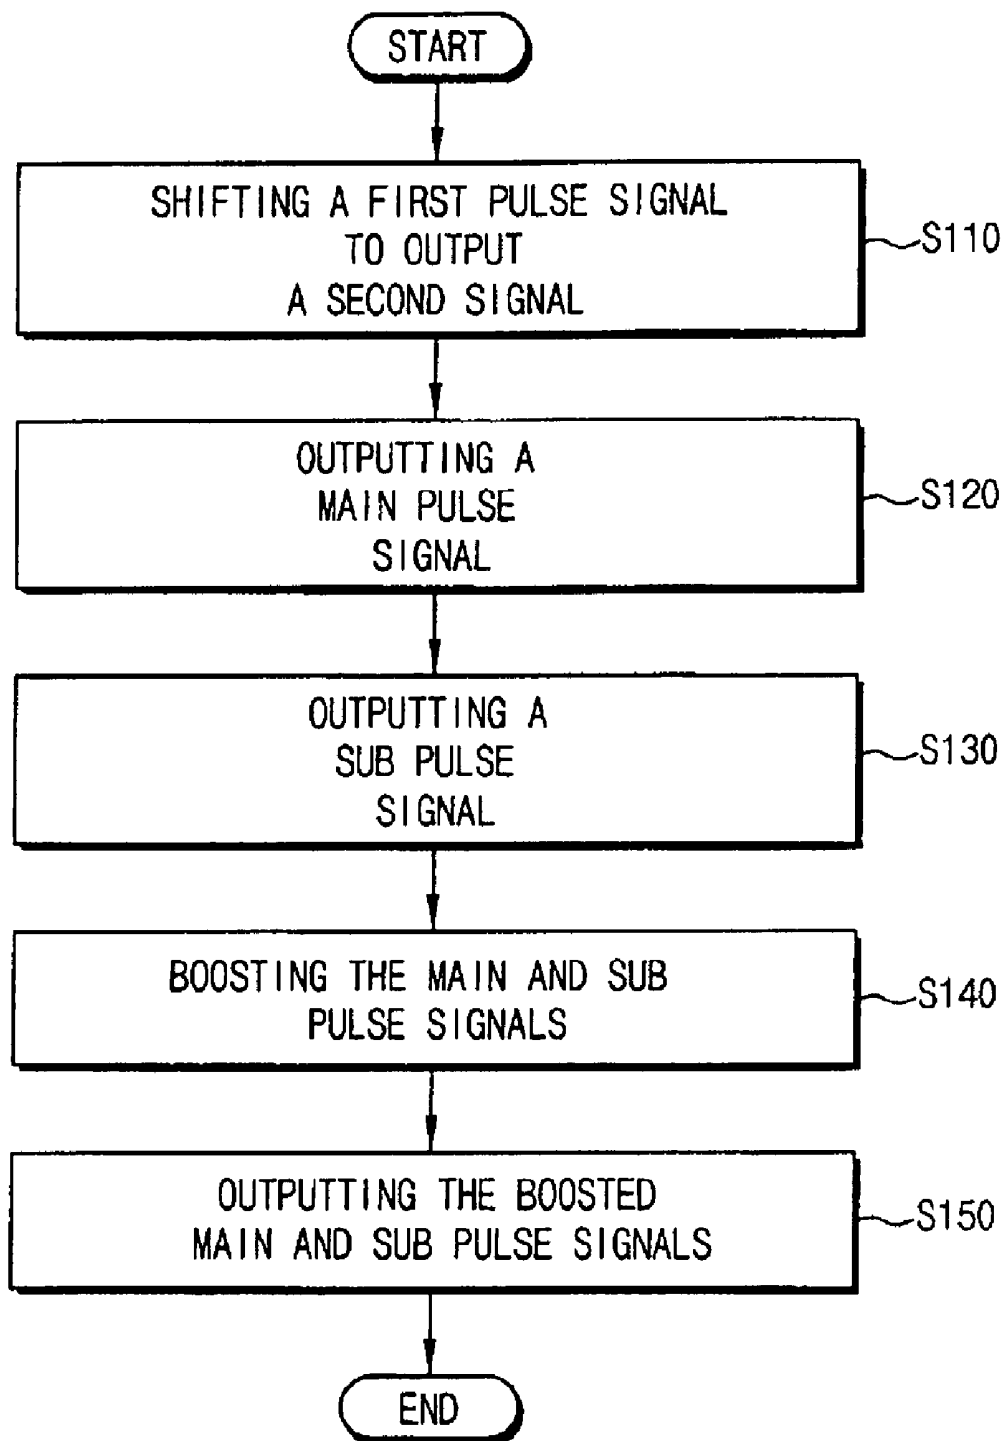 START
SHIFTING A FIRST PULSE SIGNAL
TO OUTPUT
A SECOND SIGNAL
S110
OUTPUTTING A
MAIN PULSE
SIGNAL
S120
OUTPUTTING A
SUB PULSE
SIGNAL
S130
BOOSTING THE MAIN AND SUB
PULSE SIGNALS
S140
OUTPUTTING THE BOOSTED
MAIN AND SUB PULSE SIGNALS
S150
END